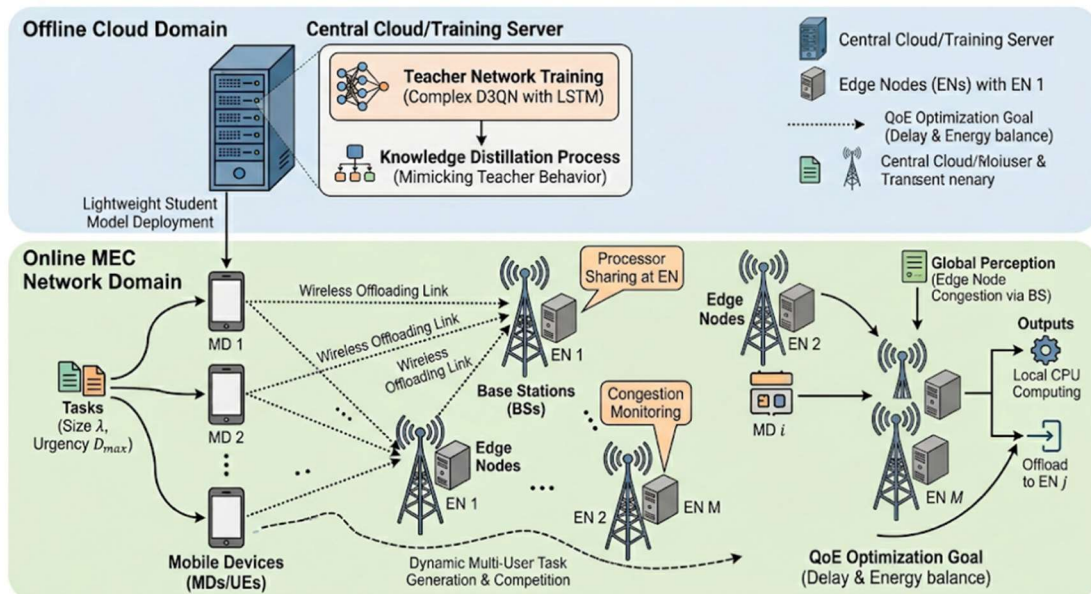 Offline Cloud Domain
Central Cloud/Training Server
Teacher Network Training
(Complex D3QN with LSTM)
Knowledge Distillation Process
(Mimicking Teacher Behavior)
Lightweight Student
Model Deployment
Central Cloud/Training Server
Edge Nodes (ENs) with EN 1
QoE Optimization Goal
(Delay & Energy balance)
Central Cloud/Moiuser &
Trantsent nenary
Online MEC
Network Domain
MD 1
MD 2
Tasks
(Size λ,
Urgency Dmax)
Mobile Devices
(MDs/UEs)
Wireless Offloading Link
Wireless Offloading Link
Wireless
Offloading Link
Processor
Sharing at EN
EN 1
Base Stations
(BSs)
Edge
Nodes
EN 1
Congestion
Monitoring
EN 2
EN M
Dynamic Multi-User Task
Generation & Competition
Edge
Nodes
EN 2
MD i
Global Perception
(Edge Node
Congestion via BS)
EN M
Outputs
Local CPU
Computing
Offload
to EN j
QoE Optimization Goal
(Delay & Energy balance)